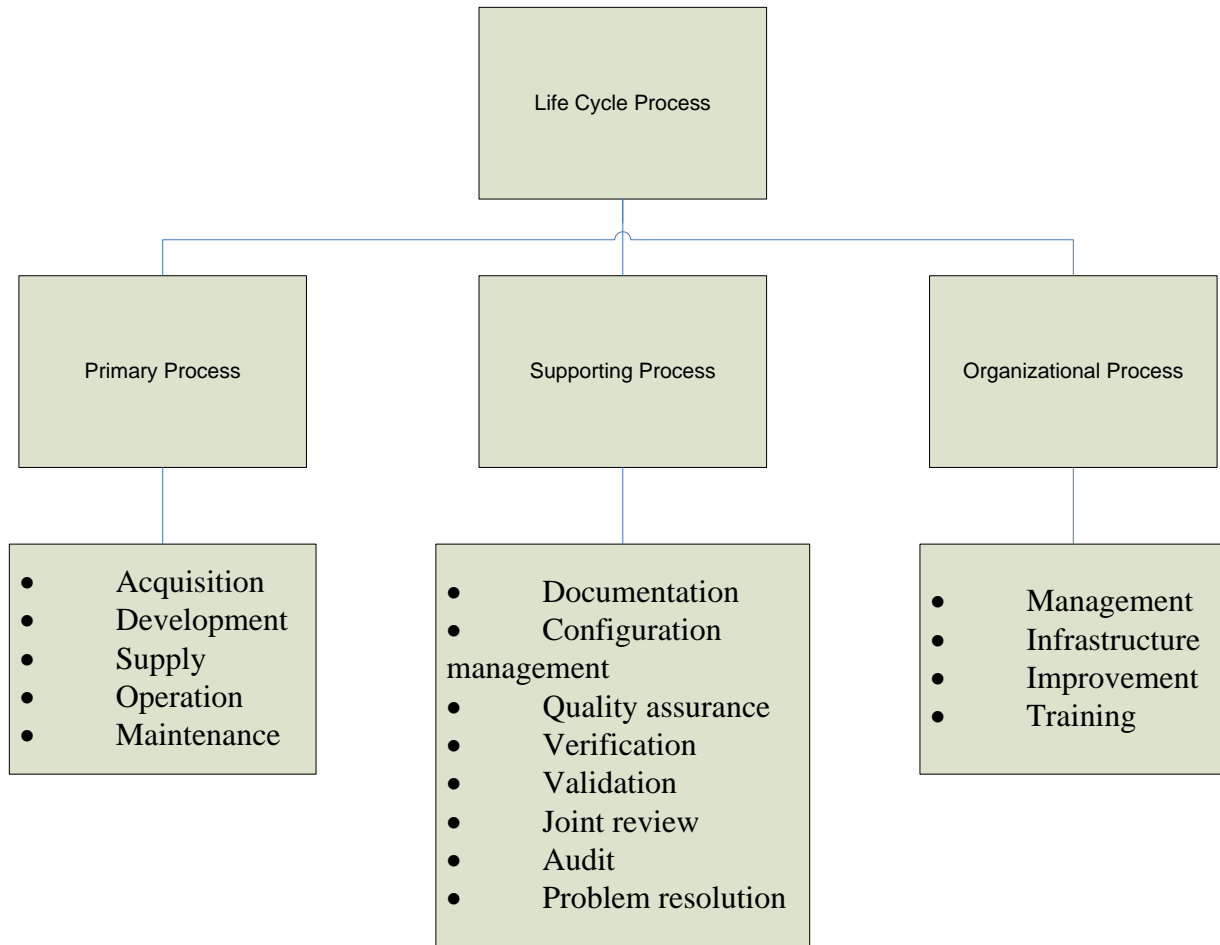 Life Cycle Process
Primary Process
Supporting Process
Organizational Process
• Acquisition
• Development
• Supply
• Operation
• Maintenance
• Documentation
• Configuration
management
• Quality assurance
• Verification
• Validation
• Joint review
• Audit
• Problem resolution
• Management
• Infrastructure
• Improvement
• Training